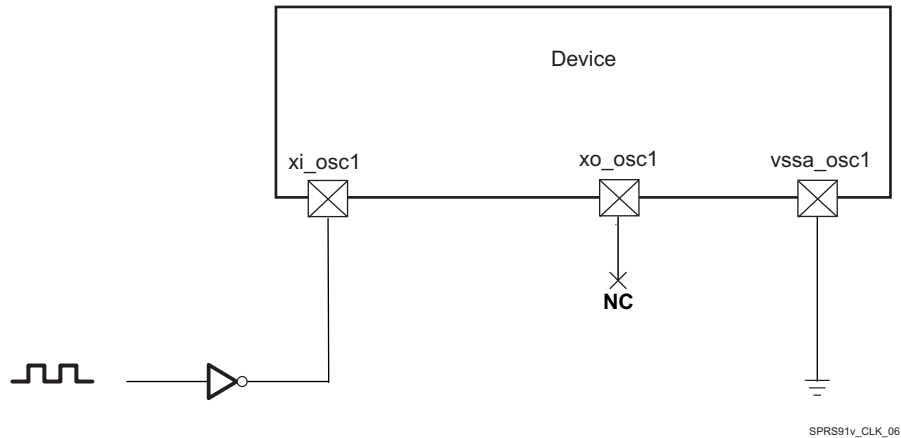 Device
xi_osc1
xo_osc1
vssa_osc1
NC
SPRS91v_CLK_06